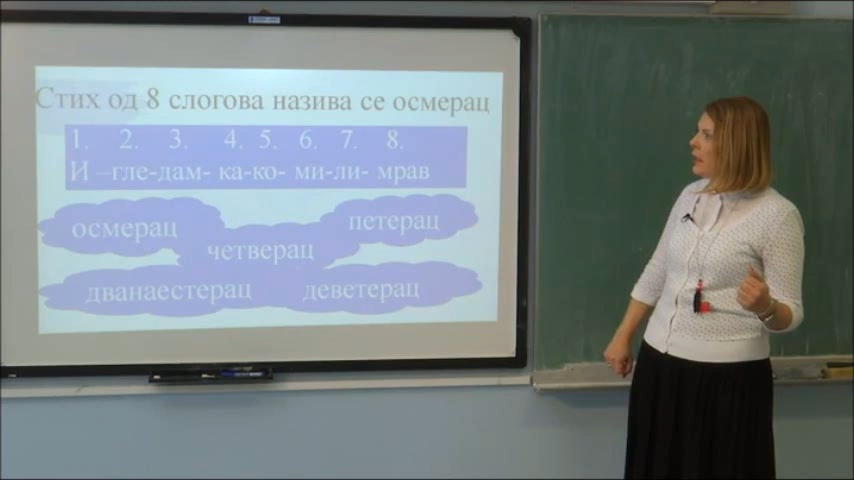 Стих од 8 слогова назива се осмерац
1. 2. 3. 4. 5. 6. 7. 8.
И –гле-дам- ка-ко- ми-ли- мрав
осмерац
петерац
четверац
дванаестерац
деветерац